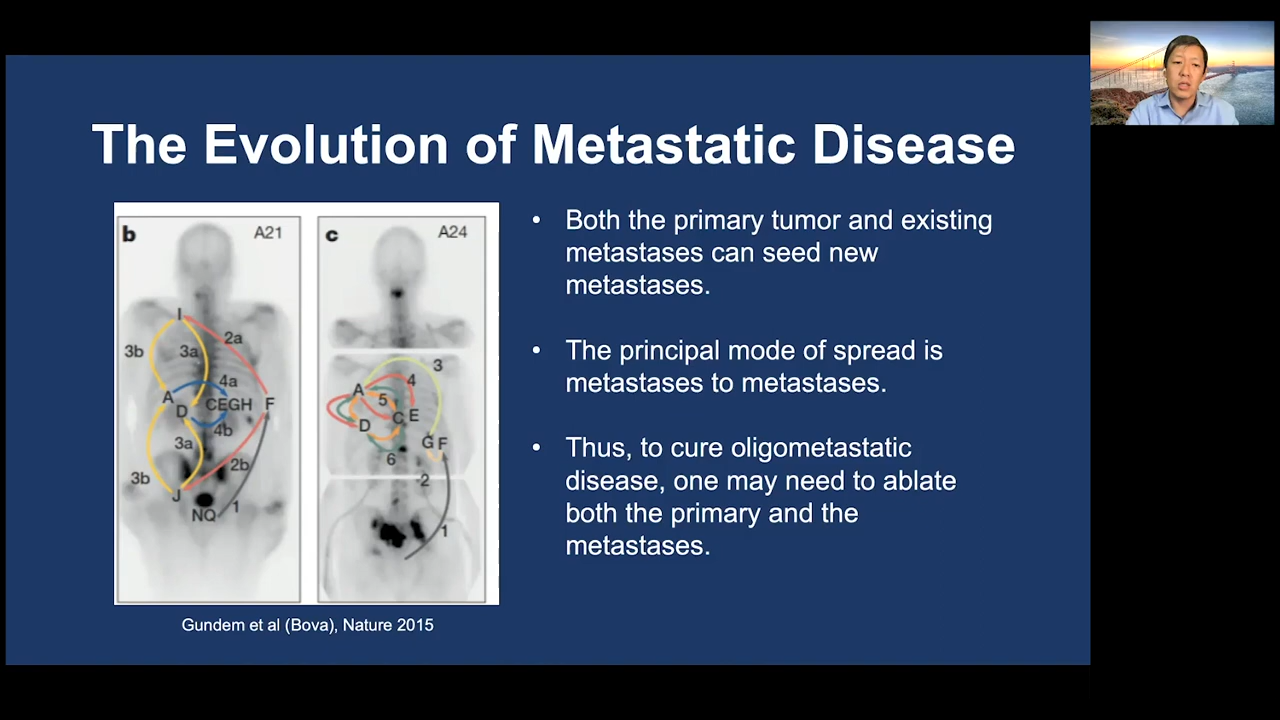 The Evolution of Metastatic Disease
b
A21
I
3b
3a
2a
4a
A
D
CEGH
F
4b
3a
2b
3b
J
NQ
1
c
A24
3
4
A
5
C
E
D
G
F
6
2
1
Gundem et al (Bova), Nature 2015
• Both the primary tumor and existing
metastases can seed new
metastases.
• The principal mode of spread is
metastases to metastases.
• Thus, to cure oligometastatic
disease, one may need to ablate
both the primary and the
metastases.